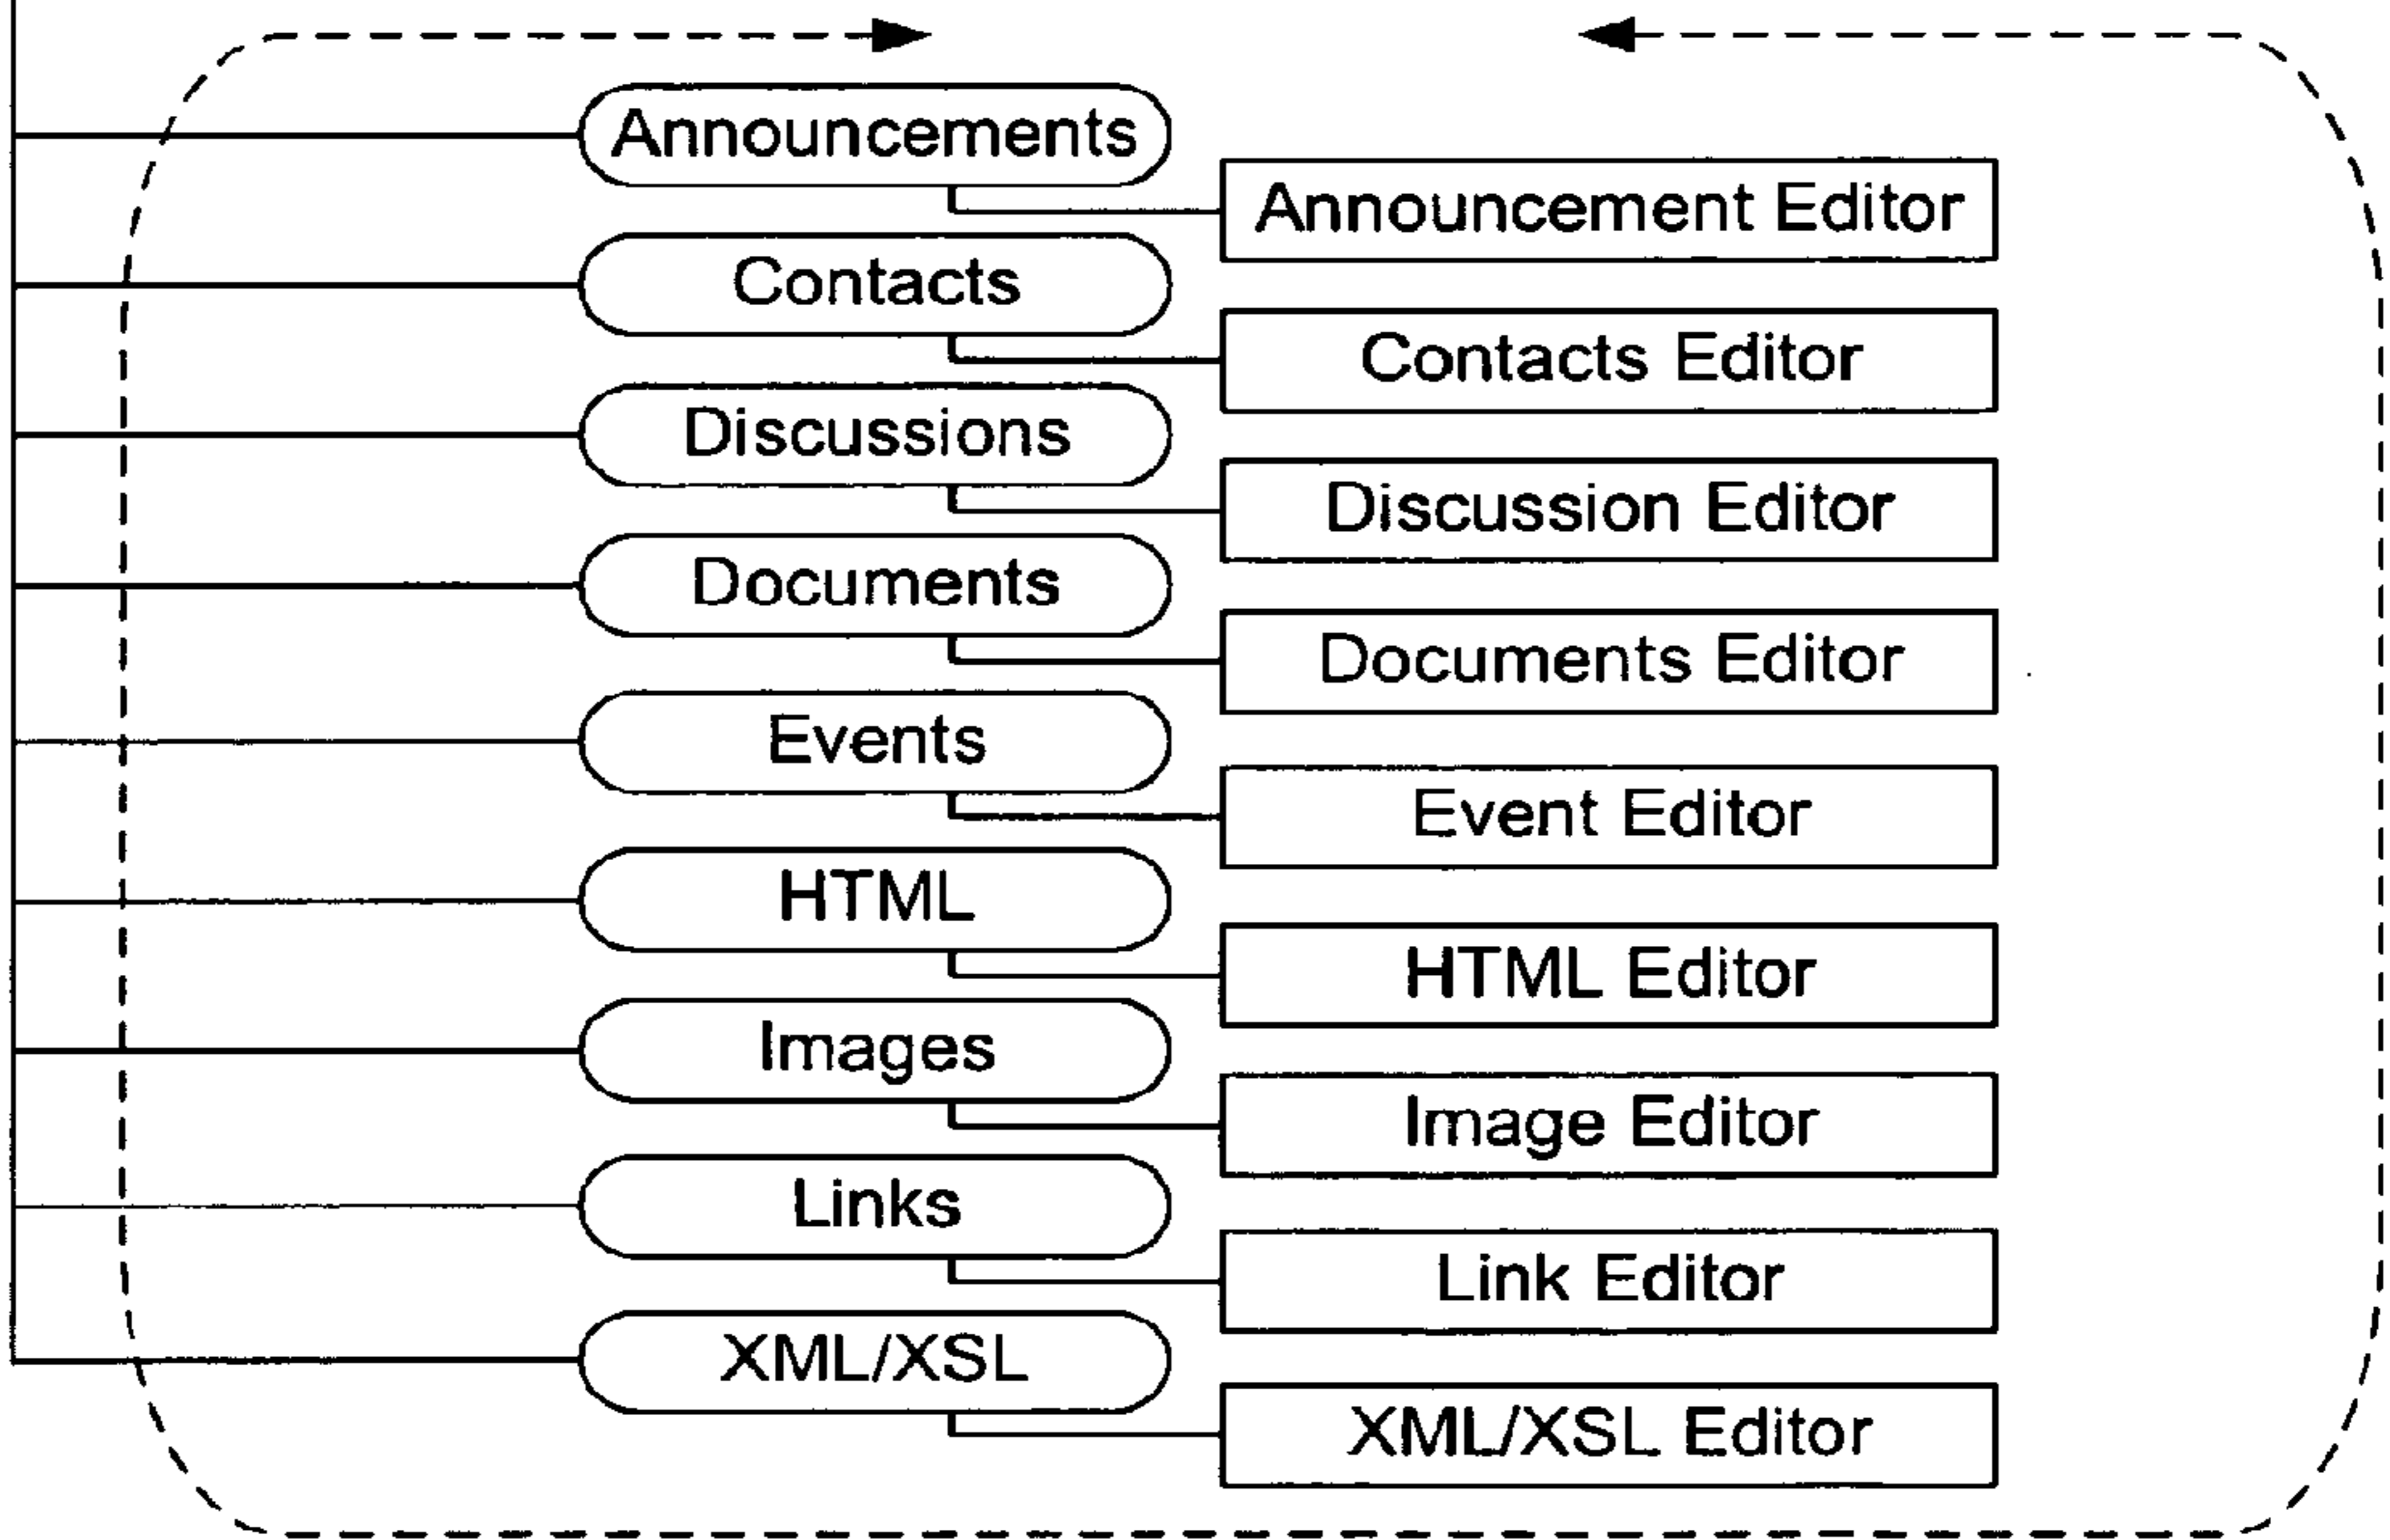 Announcements
Announcement Editor
Contacts
Contacts Editor
Discussions
Discussion Editor
Documents
Documents Editor
Events
Event Editor
HTML
HTML Editor
Images
Image Editor
Links
Link Editor
XML/XSL
XML/XSL Editor